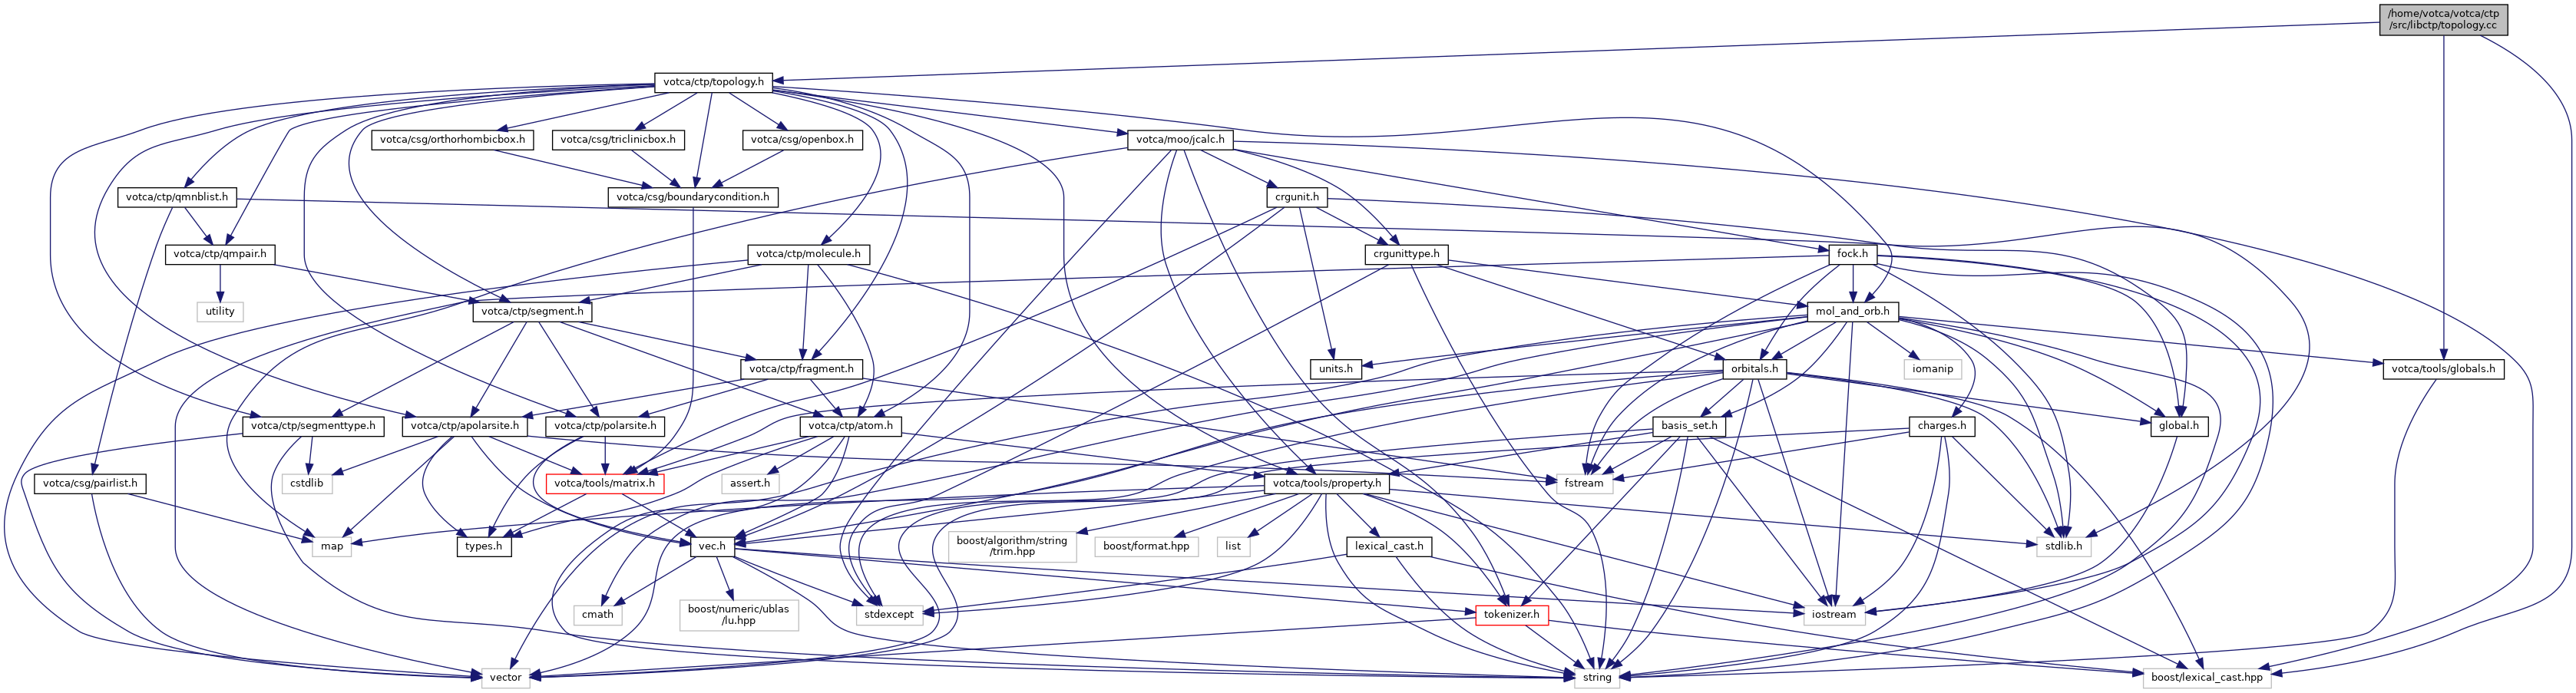 /home/votca/votca/ctp
/src/libctp/topology.cc
votca/ctp/topology.h
votca/csg/orthorhombicbox.h
votca/csg/triclinicbox.h
votca/csg/openbox.h
votca/moo/jcalc.h
votca/ctp/qmnblist.h
votca/csg/boundarycondition.h
crgunit.h
votca/ctp/qmpair.h
votca/ctp/molecule.h
crgunittype.h
fock.h
utility
votca/ctp/segment.h
mol_and_orb.h
votca/ctp/fragment.h
units.h
orbitals.h
iomanip
votca/tools/globals.h
votca/ctp/segmenttype.h
votca/ctp/apolarsite.h
votca/ctp/polarsite.h
votca/ctp/atom.h
basis_set.h
charges.h
global.h
votca/csg/pairlist.h
cstdlib
votca/tools/matrix.h
assert.h
votca/tools/property.h
fstream
map
types.h
vec.h
boost/algorithm/string
/trim.hpp
boost/format.hpp
list
lexical_cast.h
stdlib.h
cmath
boost/numeric/ublas
/lu.hpp
stdexcept
tokenizer.h
iostream
vector
string
boost/lexical_cast.hpp